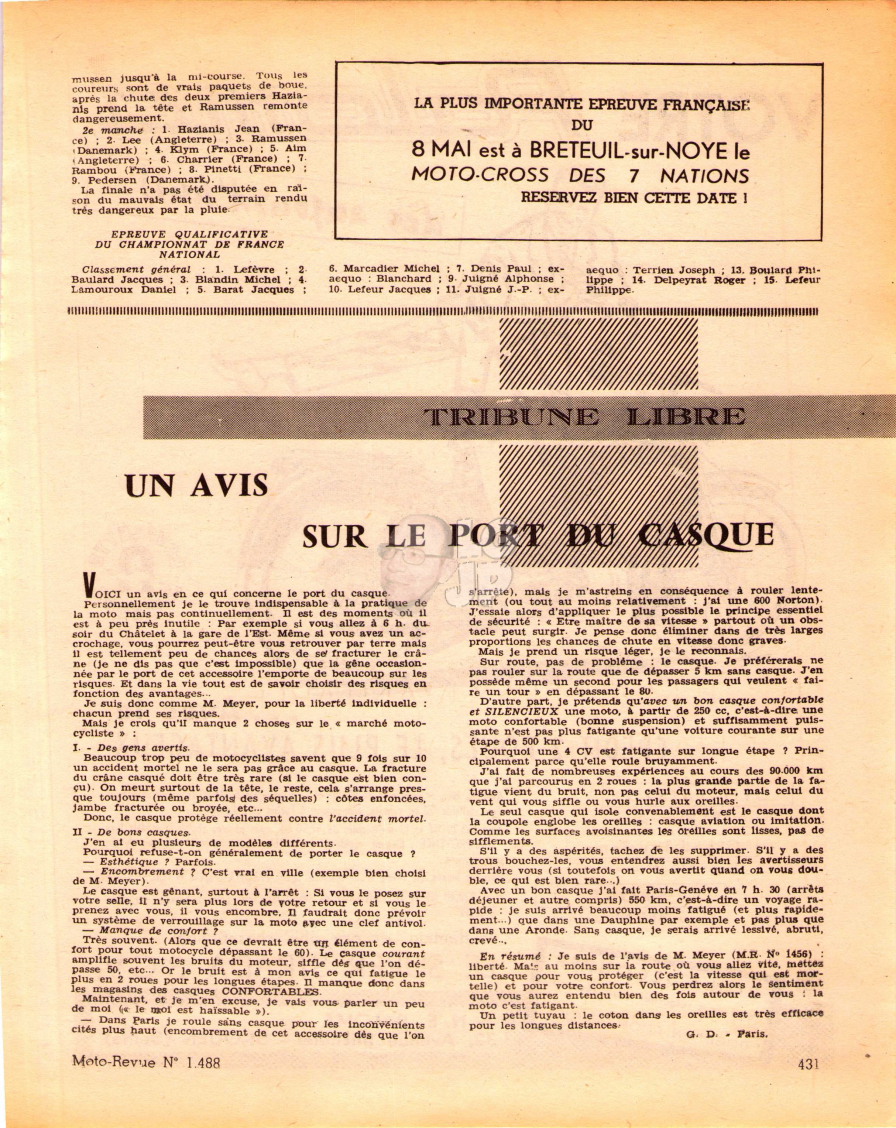 mussen jusqu'à la mi-course. Tous les
coureurs sont de vrais paquets de boue,
après la chute des deux premiers Hazia-
nis prend la tête et Ramussen remonte
dangereusement.
2e manche : 1. Hazianis Jean (Fran-
ce) ; 2. Lee (Angleterre) ; 3. Ramussen
(Danemark) ; 4. Klym (France) ; 5. Aim
(Angleterre) ; 6. Charrier (France) ; 7.
Rambou (France) ; 8. Pinetti (France) ;
9. Pedersen (Danemark).
La finale n'a pas été disputée en rai-
son du mauvais état du terrain rendu
très dangereux par la pluie.
EPREUVE QUALIFICATIVE
DU CHAMPIONNAT DE FRANCE
NATIONAL
Classement général : 1. Lefèvre ; 2.
Baulard Jacques ; 3. Blandin Michel ; 4.
Lamouroux Daniel ; 5. Barat Jacques ;
LA PLUS IMPORTANTE EPREUVE FRANÇAISE
DU
8 MAI est à BRETEUIL-sur-NOYE le
MOTO-CROSS DES 7 NATIONS
RESERVEZ BIEN CETTE DATE !
6. Marcadier Michel ; 7. Denis Paul ; ex-
aequo : Blanchard ; 9. Juigné Alphonse ;
10. Lefeur Jacques ; 11. Juigné J.-P. ; ex-
aequo : Terrien Joseph ; 13. Boulard Phi-
lippe ; 14. Delpeyrat Roger ; 15. Lefeur
Philippe.
TRIBUNE LIBRE
UN AVIS
SUR LE PORT DU CASQUE
VOICI un avis en ce qui concerne le port du casque.
Personnellement je le trouve indispensable à la pratique de
la moto mais pas continuellement. Il est des moments où il
est à peu près inutile : Par exemple si vous allez à 6 h. du
soir du Châtelet à la gare de l'Est. Même si vous avez un ac-
crochage, vous pourrez peut-être vous retrouver par terre mais
il est tellement peu de chances alors de se fracturer le crâ-
ne (je ne dis pas que c'est impossible) que la gêne occasion-
née par le port de cet accessoire l'emporte de beaucoup sur les
risques. Et dans la vie tout est de savoir choisir des risques en
fonction des avantages...
Je suis donc comme M. Meyer, pour la liberté individuelle :
chacun prend ses risques.
Mais je crois qu'il manque 2 choses sur le « marché moto-
cycliste » :
I. - Des gens avertis.
Beaucoup trop peu de motocyclistes savent que 9 fois sur 10
un accident mortel ne le sera pas grâce au casque. La fracture
du crâne casqué doit être très rare (si le casque est bien con-
çu). On meurt surtout de la tête, le reste, cela s'arrange pres-
que toujours (même parfois des séquelles) : côtes enfoncées,
jambe fracturée ou broyée, etc...
Donc, le casque protège réellement contre l'accident mortel.
II - De bons casques.
J'en ai eu plusieurs de modèles différents.
Pourquoi refuse-t-on généralement de porter le casque ?
— Esthétique ? Parfois.
— Encombrement ? C'est vrai en ville (exemple bien choisi
de M. Meyer).
Le casque est gênant, surtout à l'arrêt : Si vous le posez sur
votre selle, il n'y sera plus lors de votre retour et si vous le
prenez avec vous, il vous encombre. Il faudrait donc prévoir
un système de verrouillage sur la moto avec une clef antivol.
— Manque de confort ?
Très souvent. (Alors que ce devrait être un élément de con-
fort pour tout motocycle dépassant le 60). Le casque courant
amplifie souvent les bruits du moteur, siffle dès que l'on dé-
passe 50, etc... Or le bruit est à mon avis ce qui fatigue le
plus en 2 roues pour les longues étapes. Il manque donc dans
les magasins des casques CONFORTABLES.
Maintenant, et je m'en excuse, je vais vous parler un peu
de moi (« le moi est haïssable »).
— Dans Paris je roule sans casque pour les inconvénients
cités plus haut (encombrement de cet accessoire dès que l'on
s'arrête), mais je m'astreins en conséquence à rouler lente-
ment (ou tout au moins relativement : j'ai une 600 Norton).
J'essaie alors d'appliquer le plus possible le principe essentiel
de sécurité : « Etre maître de sa vitesse » partout où un obs-
tacle peut surgir. Je pense donc éliminer dans de très larges
proportions les chances de chute en vitesse donc graves.
Mais je prend un risque léger, je le reconnais.
Sur route, pas de problème : le casque. Je préférerais ne
pas rouler sur la route que de dépasser 5 km sans casque. J'en
possède même un second pour les passagers qui veulent « fai-
re un tour » en dépassant le 80.
D'autre part, je prétends qu'avec un bon casque confortable
et SILENCIEUX une moto, à partir de 250 cc, c'est-à-dire une
moto confortable (bonne suspension) et suffisamment puis-
sante n'est pas plus fatigante qu'une voiture courante sur une
étape de 500 km.
Pourquoi une 4 CV est fatigante sur longue étape ? Prin-
cipalement parce qu'elle roule bruyamment.
J'ai fait de nombreuses expériences au cours des 90.000 km
que j'ai parcourus en 2 roues : la plus grande partie de la fa-
tigue vient du bruit, non pas celui du moteur, mais celui du
vent qui vous siffle ou vous hurle aux oreilles.
Le seul casque qui isole convenablement est le casque dont
la coupole englobe les oreilles : casque aviation ou imitation.
Comme les surfaces avoisinantes les oreilles sont lisses, pas de
sifflements.
S'il y a des aspérités, tachez de les supprimer. S'il y a des
trous bouchez-les, vous entendrez aussi bien les avertisseurs
derrière vous (si toutefois on vous avertit quand on vous dou-
ble, ce qui est bien rare...)
Avec un bon casque j'ai fait Paris-Genève en 7 h. 30 (arrêts
déjeuner et autre compris) 550 km, c'est-à-dire un voyage ra-
pide : je suis arrivé beaucoup moins fatigué (et plus rapide-
ment...) que dans une Dauphine par exemple et pas plus que
dans une Aronde. Sans casque, je serais arrivé lessivé, abruti,
crevé...
En résumé : Je suis de l'avis de M. Meyer (M.R. N° 1456) :
liberté. Mais au moins sur la route où vous allez vite, mettez
un casque pour vous protéger (c'est la vitesse qui est mor-
telle) et pour votre confort. Vous perdrez alors le sentiment
que vous aurez entendu bien des fois autour de vous : la
moto c'est fatigant.
Un petit tuyau : le coton dans les oreilles est très efficace
pour les longues distances.
G. D. - Paris.
Moto-Revue N° 1.488
431